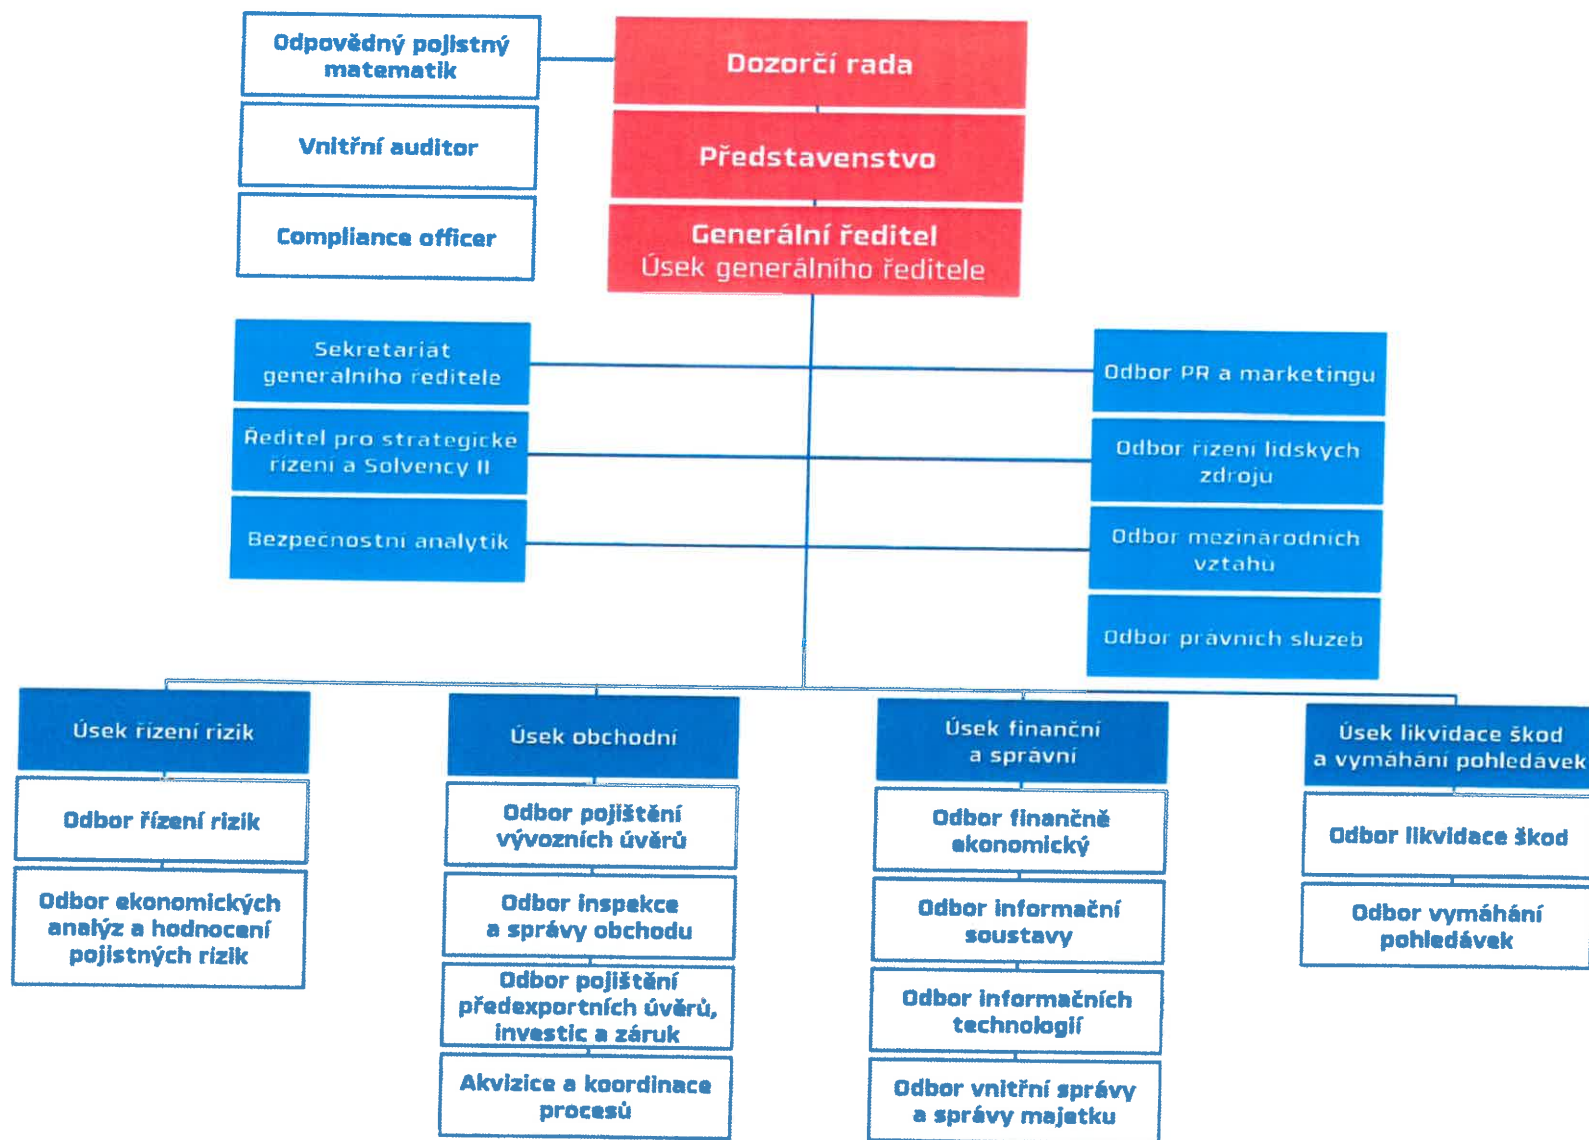 Odpovědný pojistný
matematik
Dozorčí rada
Vnitřní auditor
Představenstvo
Compliance officer
Generální ředitel
Úsek generálního ředitele
Sekretariát
generálního ředitele
Odbor PR a marketingu
Ředitel pro strategické
řízení a Solvency II
Odbor řízení lidských
zdrojů
Bezpečnostní analytik
Odbor mezinárodních
vztahů
Odbor právních služeb
Úsek řízení rizik
Úsek obchodní
Úsek finanční
a správní
Úsek likvidace škod
a vymáhání pohledávek
Odbor řízení rizik
Odbor ekonomických
analýz a hodnocení
pojistných rizik
Odbor pojištění
vývozních úvěrů
Odbor inspekce
a správy obchodu
Odbor pojištění
předexportních úvěrů,
investic a záruk
Akvizice a koordinace
procesů
Odbor finančně
ekonomický
Odbor informační
soustavy
Odbor informačních
technologií
Odbor vnitřní správy
a správy majetku
Odbor likvidace škod
Odbor vymáhání
pohledávek